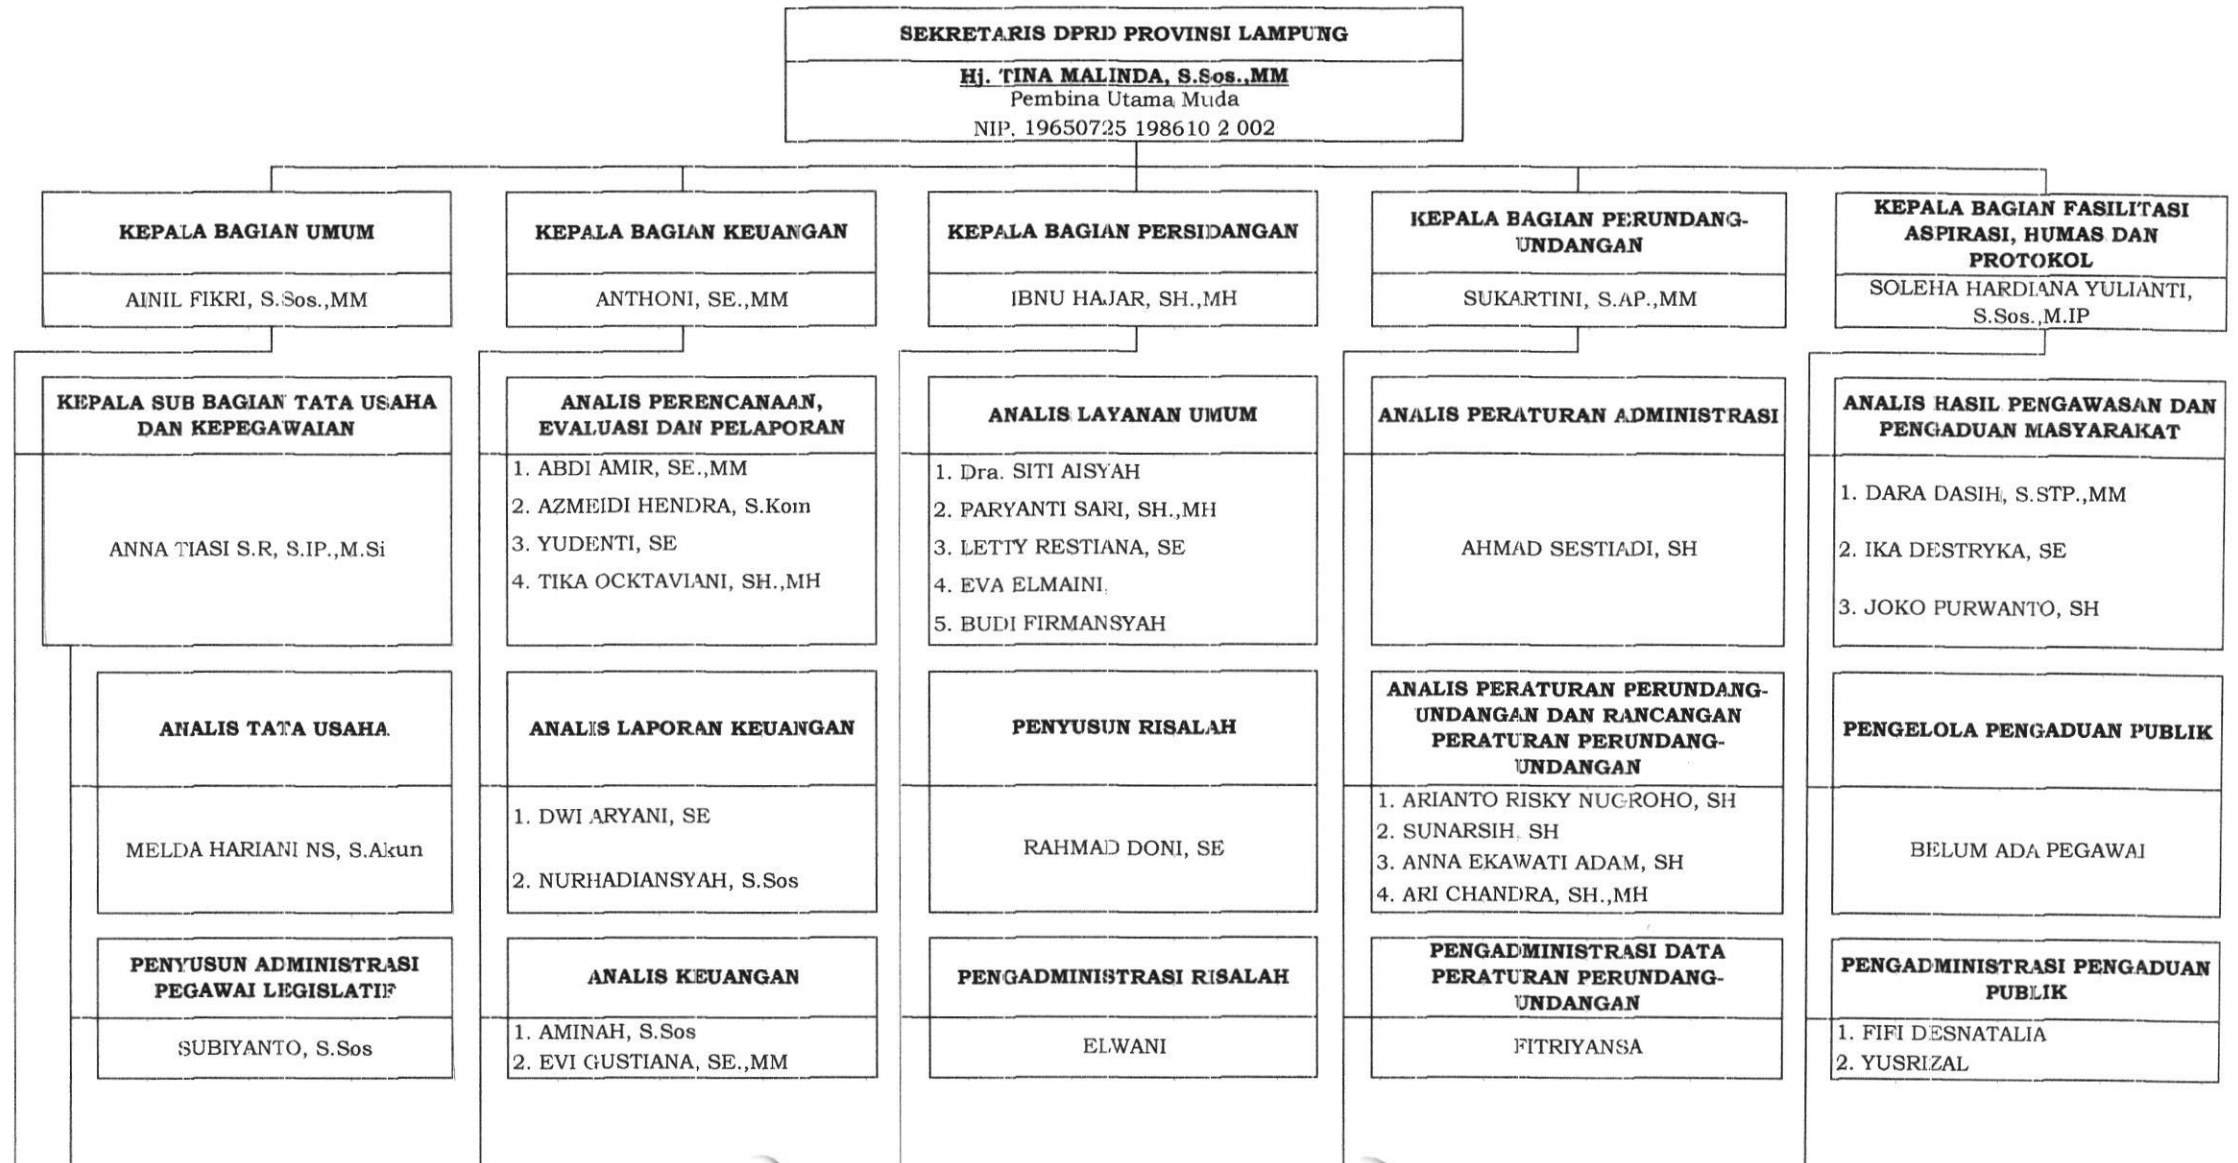 SEKRETARIS DPRD PROVINSI LAMPUNG
Hj. TINA MALINDA, S.Sos.,MM
Pembina Utama Muda
NIP. 19650725 198610 2 002
KEPALA BAGIAN UMUM
AINIL FIKRI, S.Sos.,MM
KEPALA BAGIAN KEUANGAN
ANTHONI, SE.,MM
KEPALA BAGIAN PERSIDANGAN
IBNU HAJAR, SH.,MH
KEPALA BAGIAN PERUNDANG-
UNDANGAN
SUKARTINI, S.AP.,MM
KEPALA BAGIAN FASILITASI
ASPIRASI, HUMAS DAN
PROTOKOL
SOLEHA HARDIANA YULIANTI,
S.Sos.,M.IP
KEPALA SUB BAGIAN TATA USAHA
DAN KEPEGAWAIAN
ANNA TIASI S.R, S.IP.,M.Si
ANALIS PERENCANAAN,
EVALUASI DAN PELAPORAN
1. ABDI AMIR, SE.,MM
2. AZMEIDI HENDRA, S.Kom
3. YUDENTI, SE
4. TIKA OCKTAVIANI, SH.,MH
ANALIS LAYANAN UMUM
1. Dra. SITI AISYAH
2. PARYANTI SARI, SH.,MH
3. LETTY RESTIANA, SE
4. EVA ELMAINI
5. BUDI FIRMANSYAH
ANALIS PERATURAN ADMINISTRASI
AHMAD SESTIADI, SH
ANALIS HASIL PENGAWASAN DAN
PENGADUAN MASYARAKAT
1. DARA DASIH, S.STP.,MM
2. IKA DESTRYKA, SE
3. JOKO PURWANTO, SH
ANALIS TATA USAHA
MELDA HARIANI NS, S.Akun
ANALIS LAPORAN KEUANGAN
1. DWI ARYANI, SE
2. NURHADIANSYAH, S.Sos
PENYUSUN RISALAH
RAHMAD DONI, SE
ANALIS PERATURAN PERUNDANG-
UNDANGAN DAN RANCANGAN
PERATURAN PERUNDANG-
UNDANGAN
1. ARIANTO RISKY NUGROHO, SH
2. SUNARSIH, SH
3. ANNA EKAWATI ADAM, SH
4. ARI CHANDRA, SH.,MH
PENGELOLA PENGADUAN PUBLIK
BELUM ADA PEGAWAI
PENYUSUN ADMINISTRASI
PEGAWAI LEGISLATIF
SUBIYANTO, S.Sos
ANALIS KEUANGAN
1. AMINAH, S.Sos
2. EVI GUSTIANA, SE.,MM
PENGADMINISTRASI RISALAH
ELWANI
PENGADMINISTRASI DATA
PERATURAN PERUNDANG-
UNDANGAN
FITRIYANSA
PENGADMINISTRASI PENGADUAN
PUBLIK
1. FIFI DESNATALIA
2. YUSRIZAL